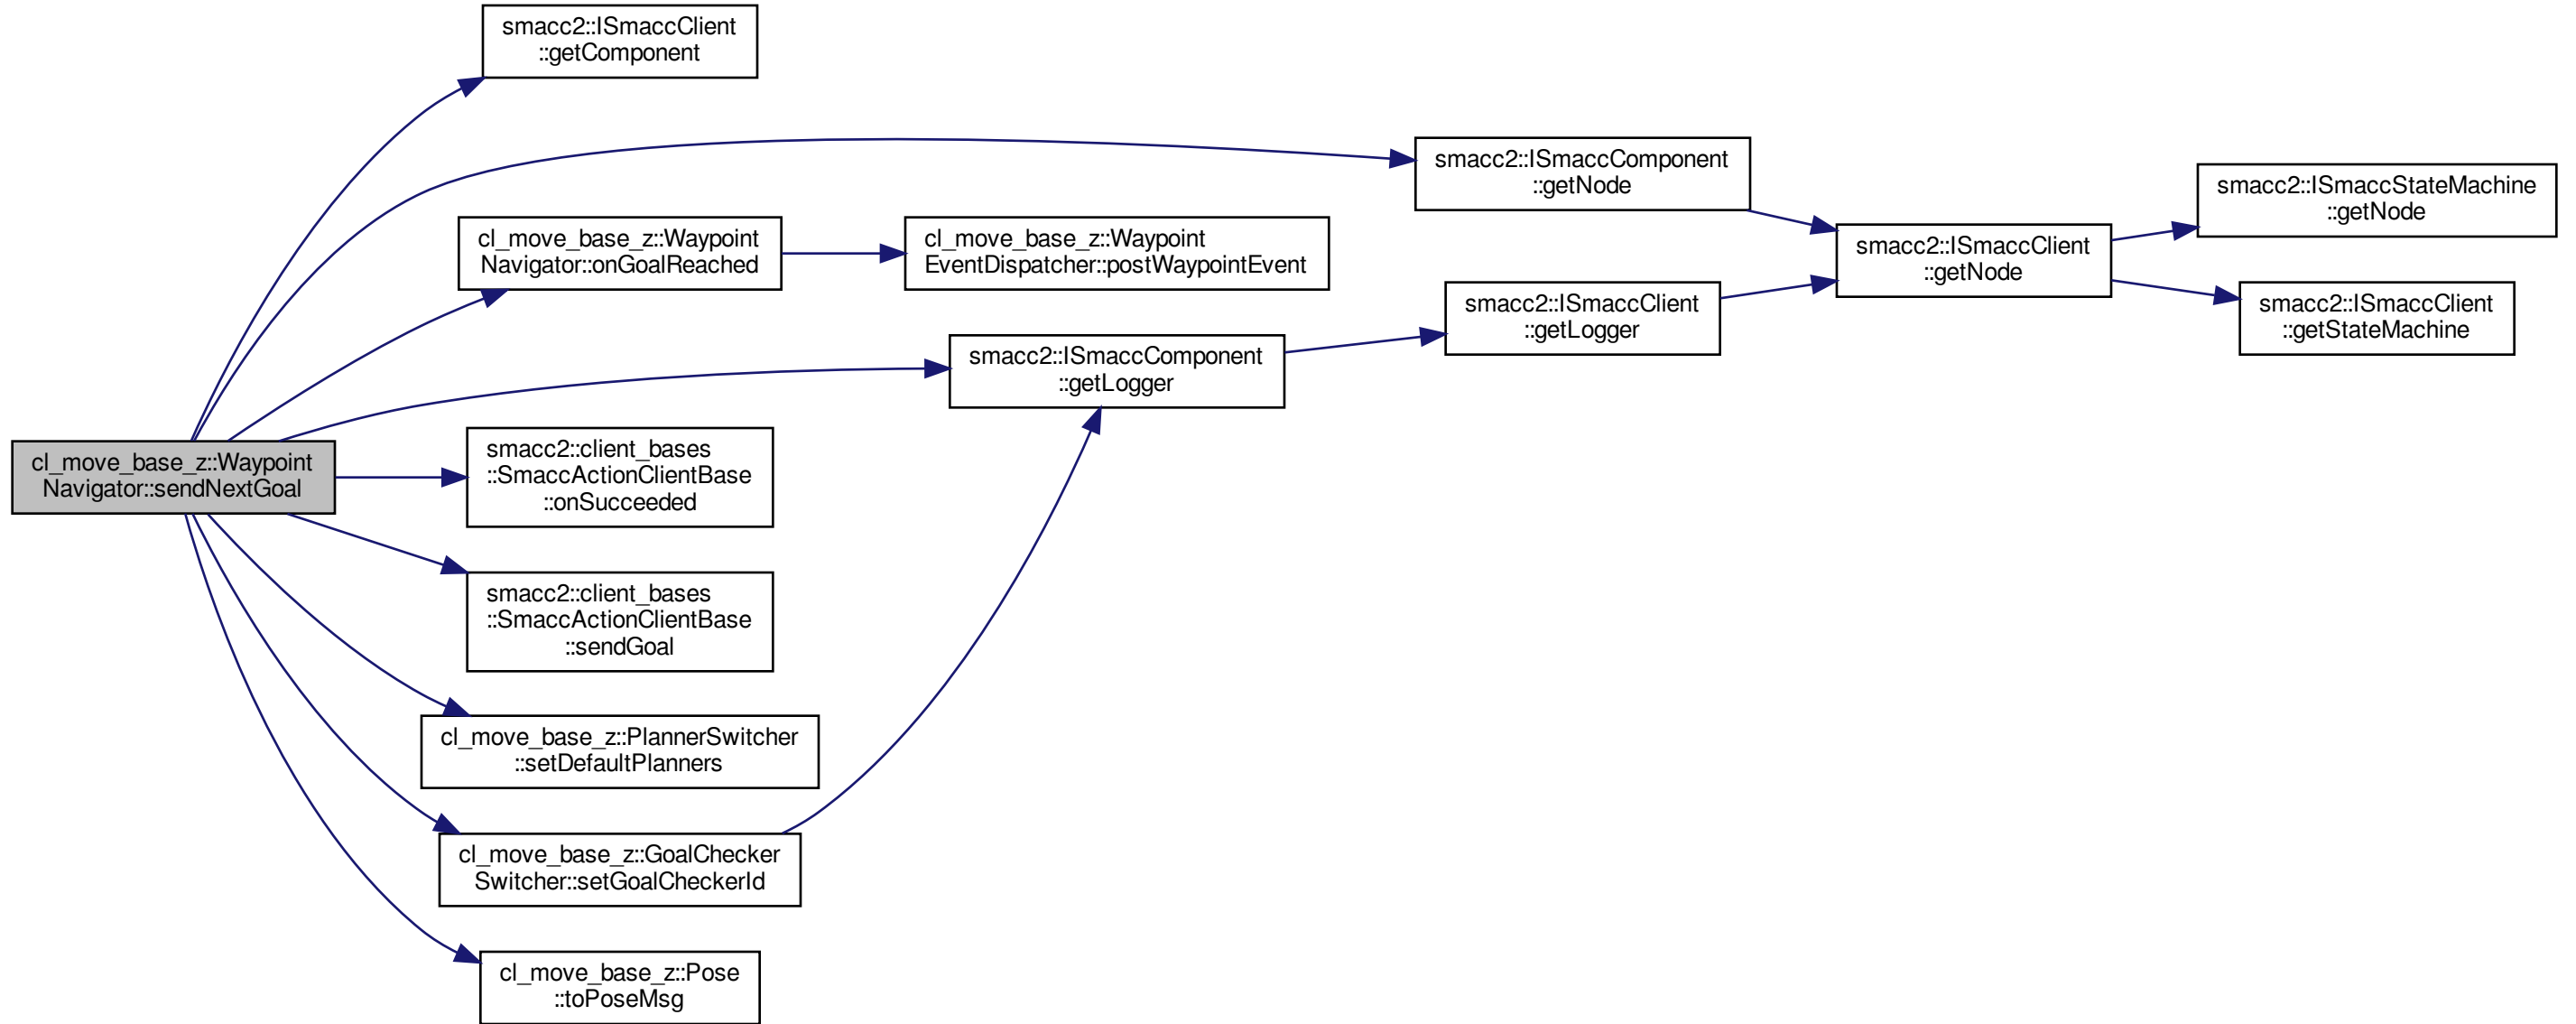 smacc2::ISmaccClient
::getComponent
smacc2::ISmaccComponent
::getNode
smacc2::ISmaccStateMachine
::getNode
cl_move_base_z::Waypoint
Navigator::onGoalReached
cl_move_base_z::Waypoint
EventDispatcher::postWaypointEvent
smacc2::ISmaccClient
::getNode
smacc2::ISmaccClient
::getLogger
smacc2::ISmaccClient
::getStateMachine
smacc2::ISmaccComponent
::getLogger
cl_move_base_z::Waypoint
Navigator::sendNextGoal
smacc2::client_bases
::SmaccActionClientBase
::onSucceeded
smacc2::client_bases
::SmaccActionClientBase
::sendGoal
cl_move_base_z::PlannerSwitcher
::setDefaultPlanners
cl_move_base_z::GoalChecker
Switcher::setGoalCheckerId
cl_move_base_z::Pose
::toPoseMsg